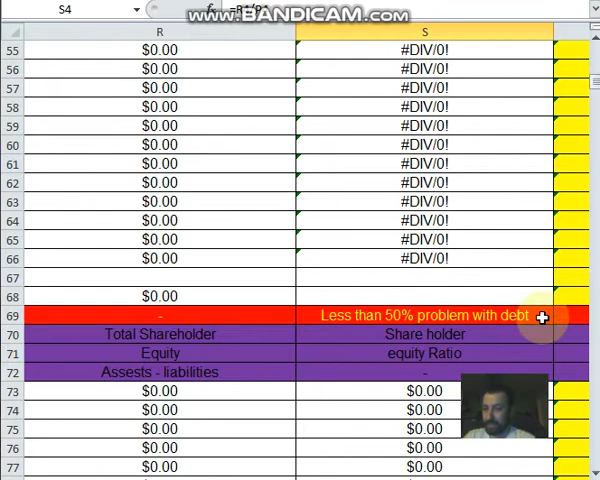 www.BANDICAM.com
S4
R S
55 $0.00 #DIV/0!
56 $0.00 #DIV/0!
57 $0.00 #DIV/0!
58 $0.00 #DIV/0!
59 $0.00 #DIV/0!
60 $0.00 #DIV/0!
61 $0.00 #DIV/0!
62 $0.00 #DIV/0!
63 $0.00 #DIV/0!
64 $0.00 #DIV/0!
65 $0.00 #DIV/0!
66 $0.00 #DIV/0!
67
68 $0.00
69 - Less than 50% problem with debt
70 Total Shareholder Share holder
71 Equity equity Ratio
72 Assests - liabilities -
73 $0.00 $0.00
74 $0.00 $0.00
75 $0.00 $0.00
76 $0.00 $0.00
77 $0.00 $0.00